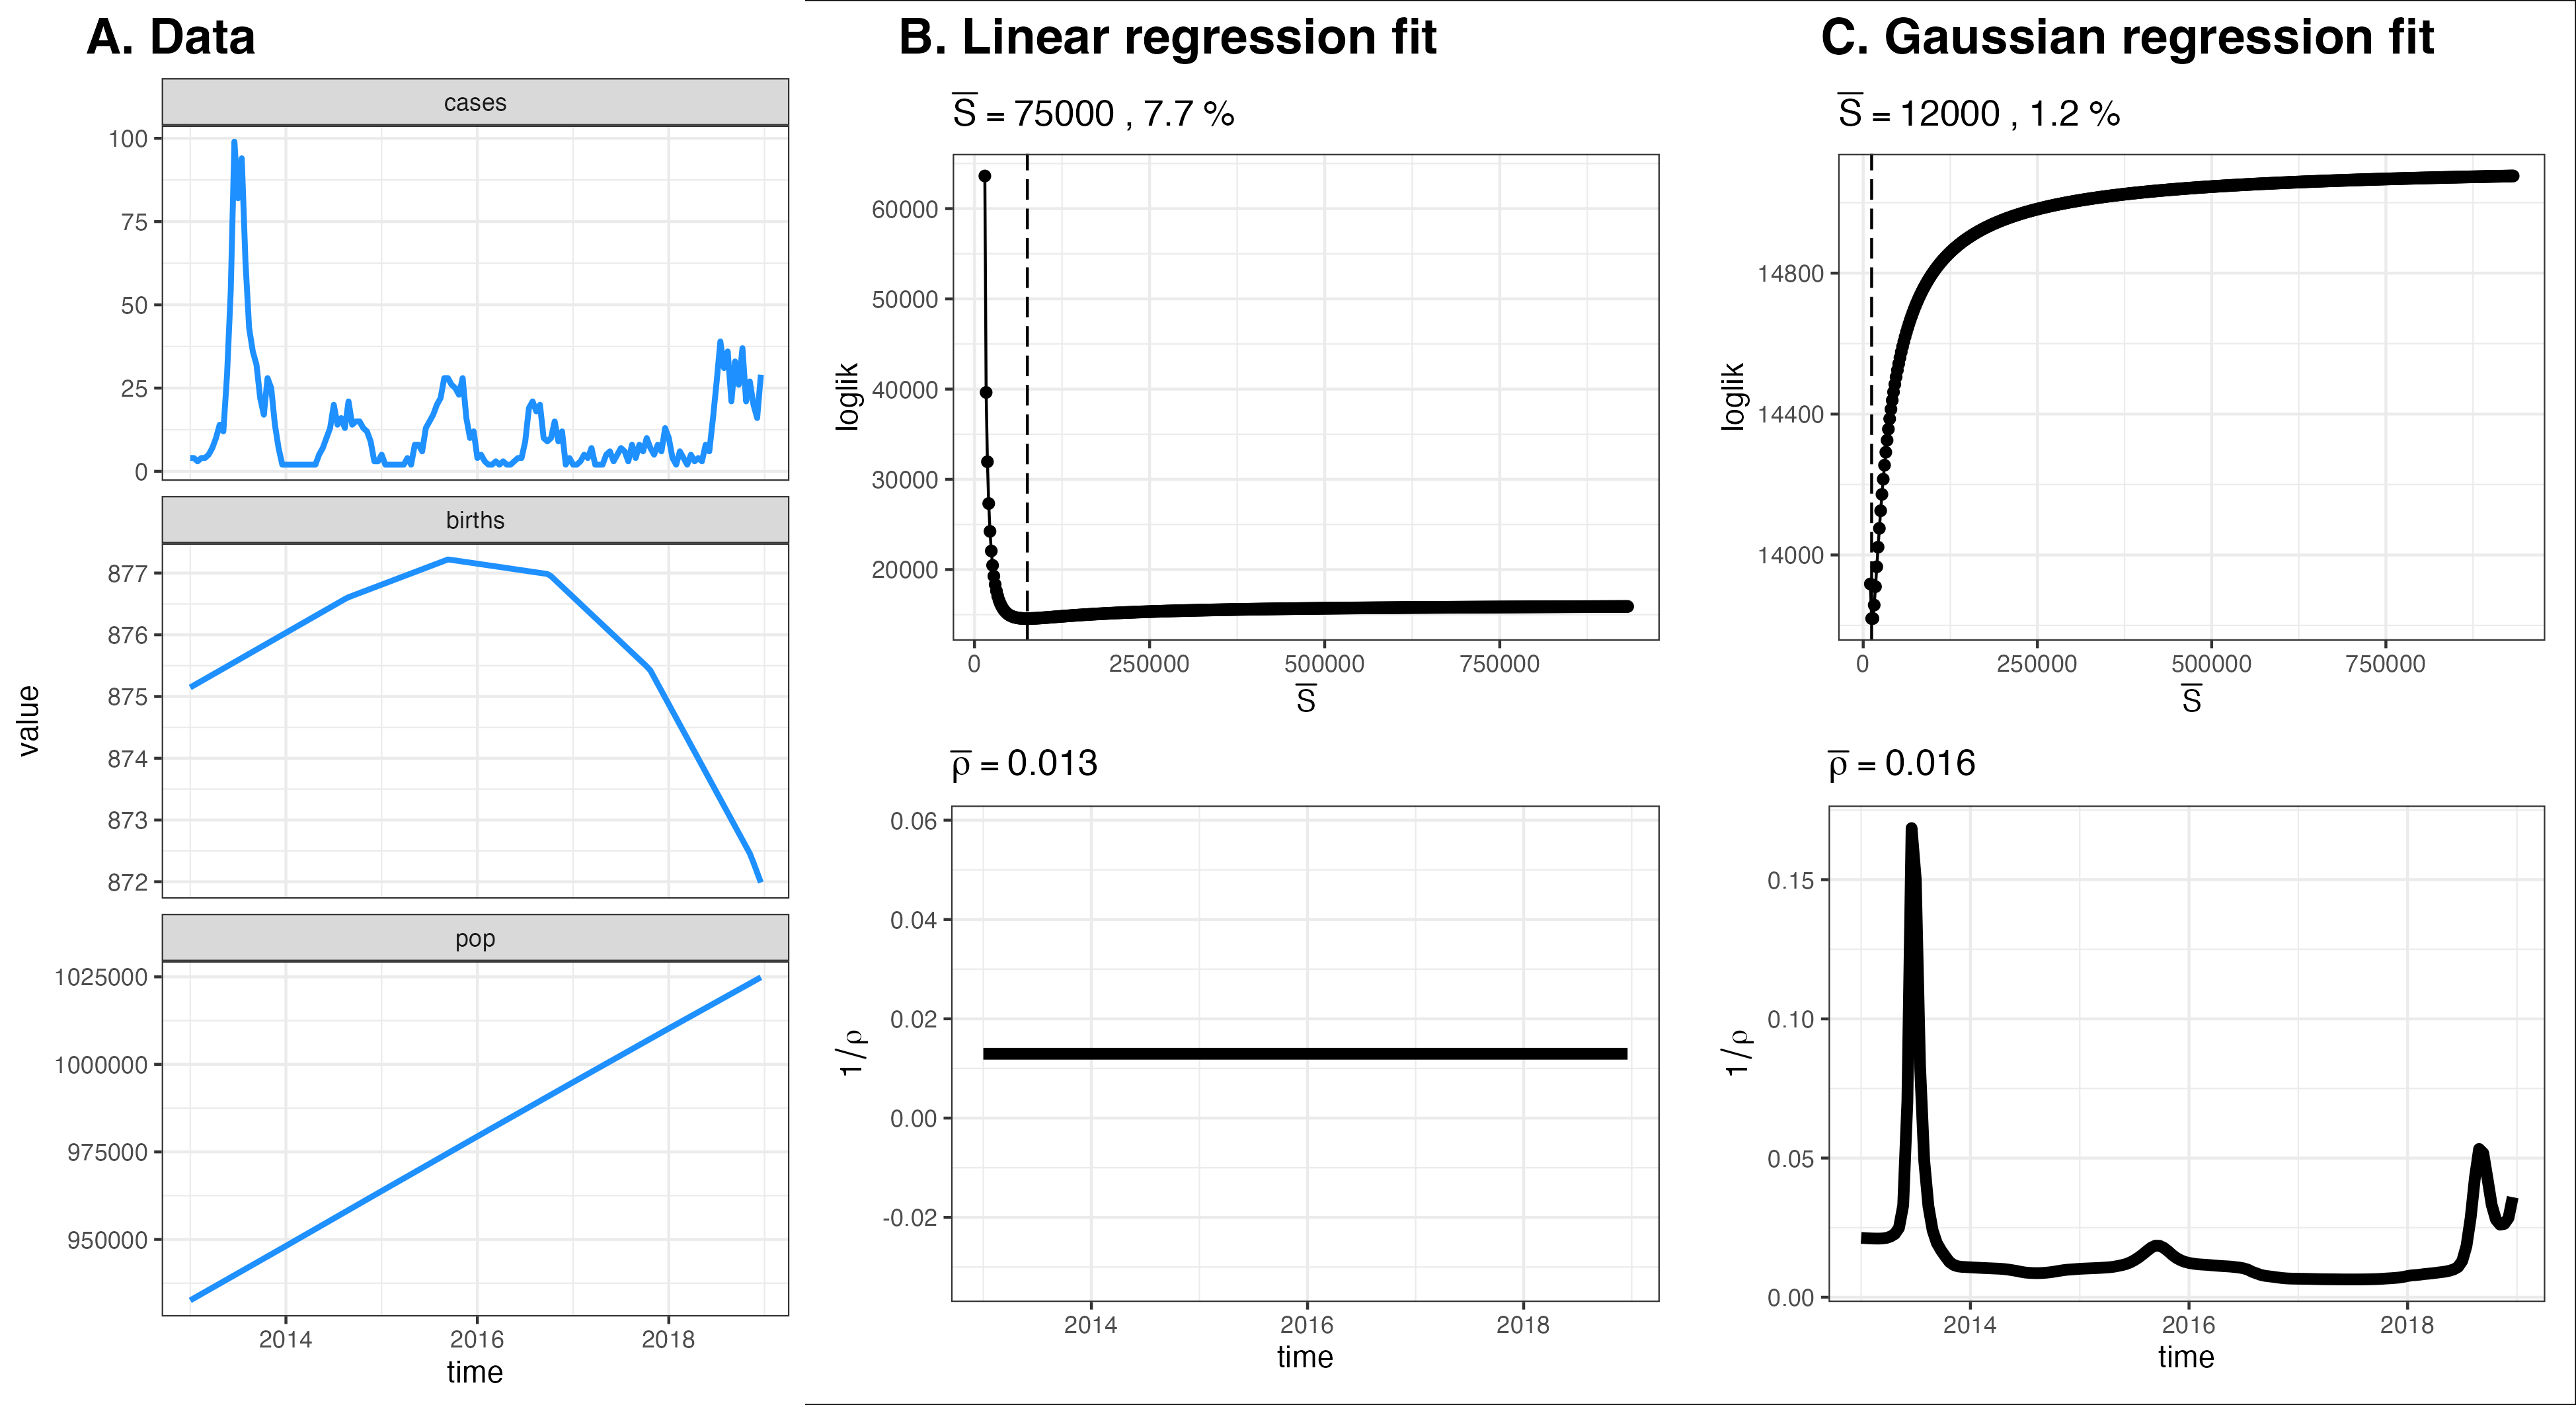 A. Data
cases
100
75
50
25
0
births
877
876
875
874
873
872
pop
1025000
1000000
975000
950000
value
2014 2016 2018
time
B. Linear regression fit
S̅ = 75000 , 7.7 %
60000
50000
40000
30000
20000
loglik
0 250000 500000 750000
S̅
ρ̅ = 0.013
0.06
0.04
0.02
0.00
-0.02
1/ρ
2014 2016 2018
time
C. Gaussian regression fit
S̅ = 12000 , 1.2 %
14800
14400
14000
loglik
0 250000 500000 750000
S̅
ρ̅ = 0.016
0.15
0.10
0.05
0.00
1/ρ
2014 2016 2018
time